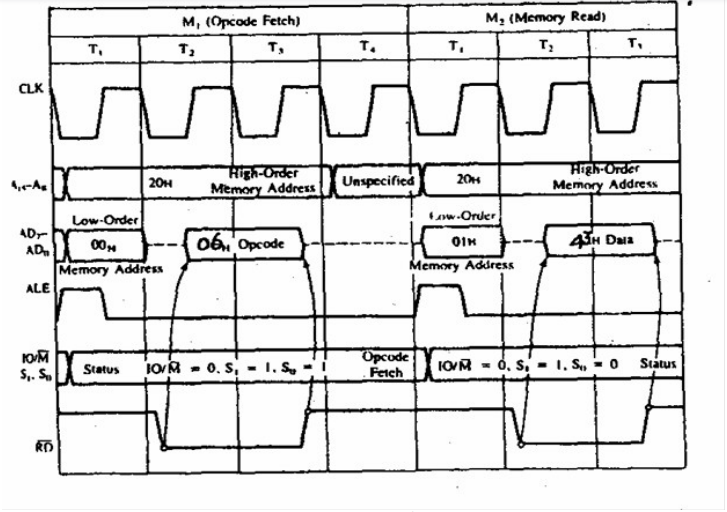 M₁ (Opcode Fetch) M₂ (Memory Read)
T₁ T₂ T₃ T₄ T₁ T₂ T₃
CLK
A₁₅–A₈ 20H High-Order Memory Address Unspecified 20H High-Order Memory Address
Low-Order Low-Order
AD₇–
AD₀ 00H 06H Opcode 01H 43H Data
Memory Address Memory Address
ALE
IO/M̅
S₁, S₀ Status IO/M̅ = 0, S₁ = 1, S₀ = 1 Opcode Fetch IO/M̅ = 0, S₁ = 1, S₀ = 0 Status
R̅D̅